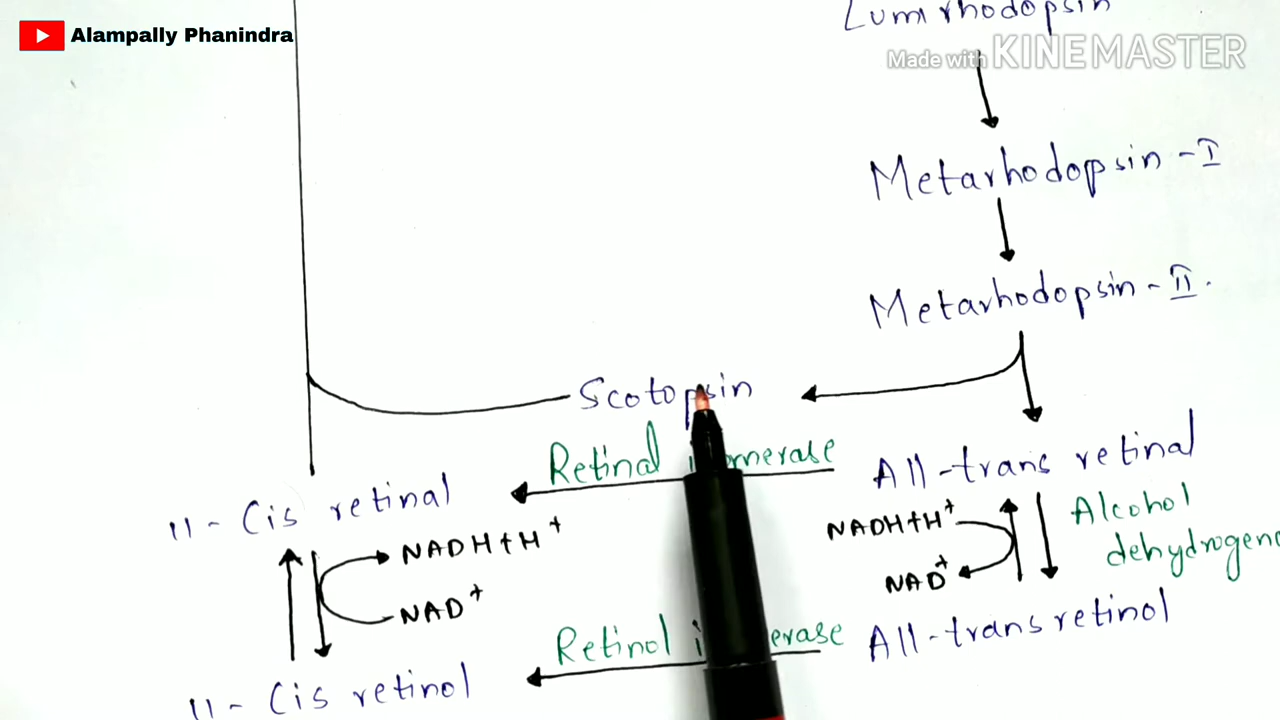 Alampally Phanindra
Lumirhodopsin
Made with KINEMASTER
Metarhodopsin - I
Metarhodopsin - II.
Scotopsin
Retinal
All-trans retinal
11- Cis retinal
NADH+H+
NAD+
NADH+H+
NAD+
Alcohol
Retinol
All-trans retinol
11- Cis retinol